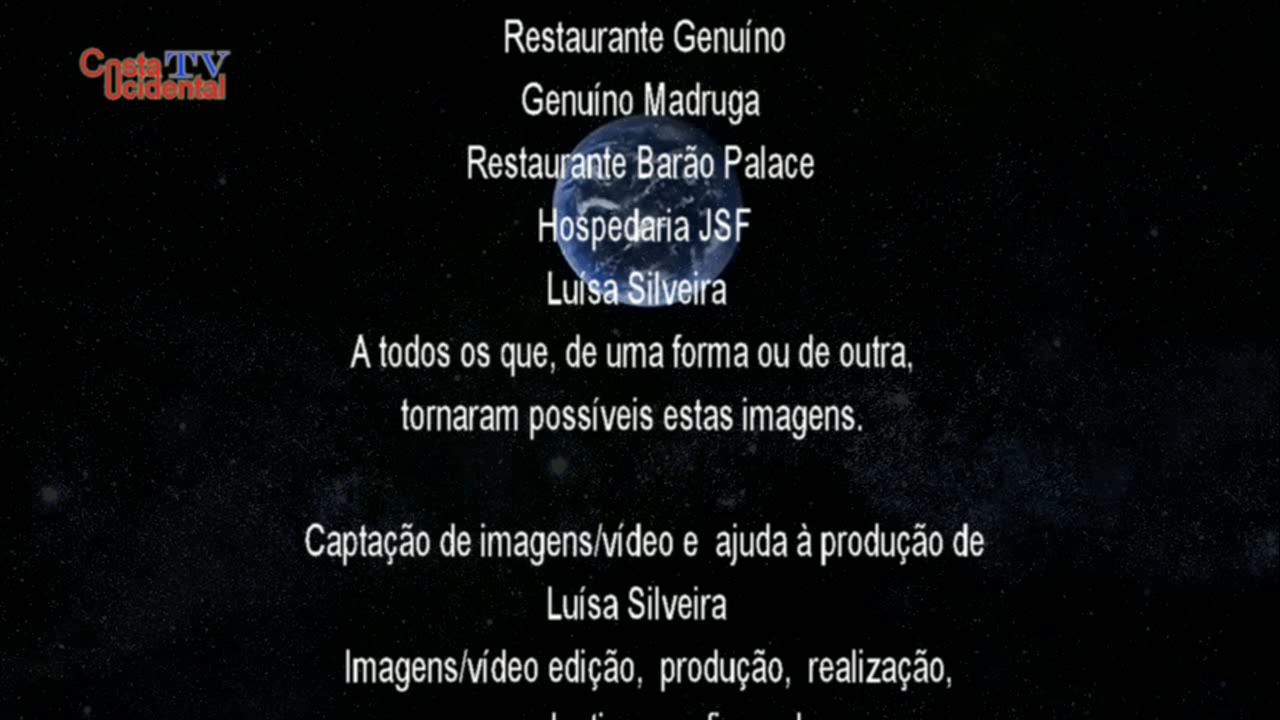 Costa TV
Ocidental
Restaurante Genuíno
Genuíno Madruga
Restaurante Barão Palace
Hospedaria JSF
Luísa Silveira
A todos os que, de uma forma ou de outra,
tornaram possíveis estas imagens.
Captação de imagens/vídeo e ajuda à produção de
Luísa Silveira
Imagens/vídeo edição, produção, realização,